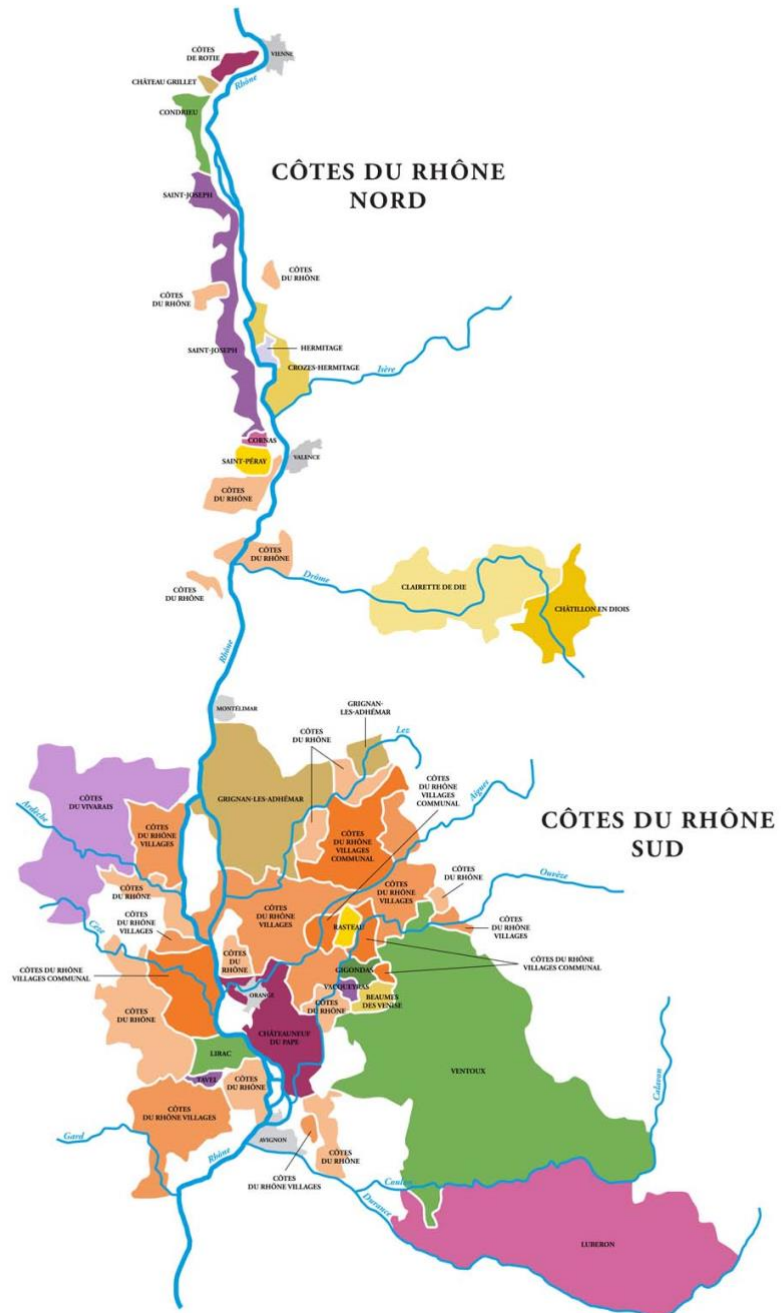 CÔTES
DE ROTIE
VIENNE
CHÂTEAU GRILLET
Rhône
CONDRIEU
CÔTES DU RHÔNE
NORD
SAINT-JOSEPH
CÔTES
DU RHÔNE
CÔTES
DU RHÔNE
HERMITAGE
SAINT-JOSEPH
CROZES-HERMITAGE
Isère
CORNAS
SAINT-PÉRAY
VALENCE
CÔTES
DU RHÔNE
CÔTES
DU RHÔNE
Drôme
CLAIRETTE DE DIE
CÔTES
DU RHÔNE
CHÂTILLON EN DIOIS
Rhône
MONTÉLIMAR
GRIGNAN
LES-ADHÉMAR
CÔTES
DU RHÔNE
Lez
CÔTES
DU VIVARAIS
GRIGNAN-LES-ADHÉMAR
CÔTES
DU RHÔNE
VILLAGES
COMMUNAL
Aigues
Ardèche
CÔTES
DU RHÔNE
VILLAGES
CÔTES
DU RHÔNE
VILLAGES
COMMUNAL
CÔTES DU RHÔNE
SUD
CÔTES
DU RHÔNE
CÔTES
DU RHÔNE
VILLAGES
CÔTES
DU RHÔNE
Ouvèze
Cèze
CÔTES
DU RHÔNE
VILLAGES
CÔTES
DU RHÔNE
VILLAGES
RASTEAU
CÔTES
DU RHÔNE
VILLAGES
CÔTES DU RHÔNE
VILLAGES COMMUNAL
CÔTES
DU RHÔNE
GIGONDAS
CÔTES DU RHÔNE
VILLAGES COMMUNAL
VACQUEYRAS
BEAUMES
DE VENISE
ORANGE
CÔTES
DU RHÔNE
CÔTES
DU RHÔNE
CHÂTEAUNEUF
DU PAPE
LIRAC
VENTOUX
TAVEL
CÔTES
DU RHÔNE
Calavon
CÔTES
DU RHÔNE VILLAGES
Gard
Rhône
AVIGNON
CÔTES
DU RHÔNE
CÔTES
DU RHÔNE VILLAGES
Coulon
Durance
LUBERON